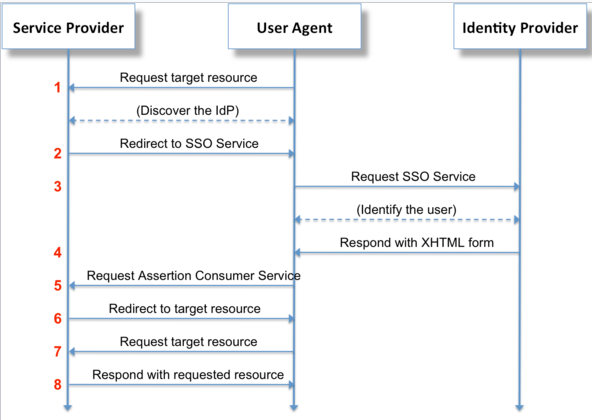 Service Provider
User Agent
Identity Provider
1
Request target resource
(Discover the IdP)
2
Redirect to SSO Service
3
Request SSO Service
(Identify the user)
4
Respond with XHTML form
5
Request Assertion Consumer Service
6
Redirect to target resource
7
Request target resource
8
Respond with requested resource